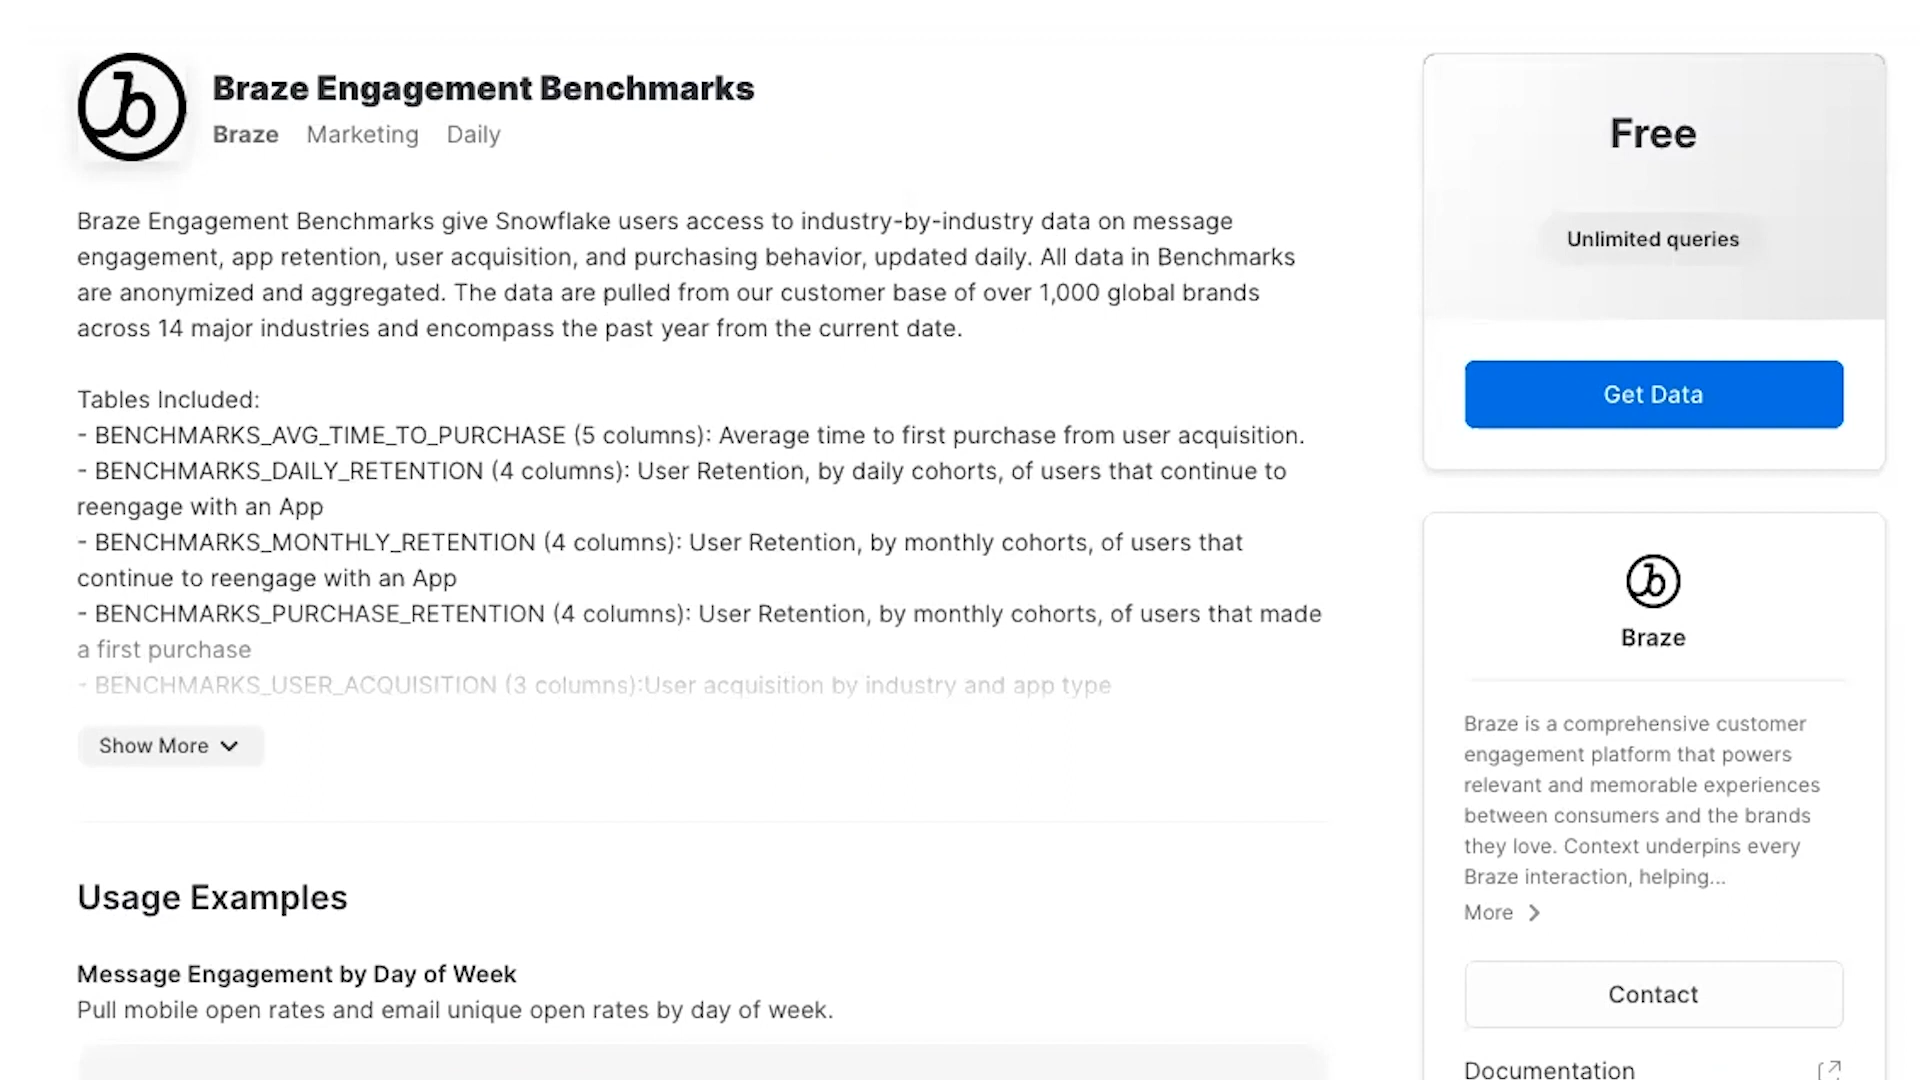 Braze Engagement Benchmarks
Braze Marketing Daily
Braze Engagement Benchmarks give Snowflake users access to industry-by-industry data on message
engagement, app retention, user acquisition, and purchasing behavior, updated daily. All data in Benchmarks
are anonymized and aggregated. The data are pulled from our customer base of over 1,000 global brands
across 14 major industries and encompass the past year from the current date.
Tables Included:
- BENCHMARKS_AVG_TIME_TO_PURCHASE (5 columns): Average time to first purchase from user acquisition.
- BENCHMARKS_DAILY_RETENTION (4 columns): User Retention, by daily cohorts, of users that continue to
reengage with an App
- BENCHMARKS_MONTHLY_RETENTION (4 columns): User Retention, by monthly cohorts, of users that
continue to reengage with an App
- BENCHMARKS_PURCHASE_RETENTION (4 columns): User Retention, by monthly cohorts, of users that made
a first purchase
- BENCHMARKS_USER_ACQUISITION (3 columns):User acquisition by industry and app type
Show More
Usage Examples
Message Engagement by Day of Week
Pull mobile open rates and email unique open rates by day of week.
Free
Unlimited queries
Get Data
Braze
Braze is a comprehensive customer
engagement platform that powers
relevant and memorable experiences
between consumers and the brands
they love. Context underpins every
Braze interaction, helping...
More
Contact
Documentation